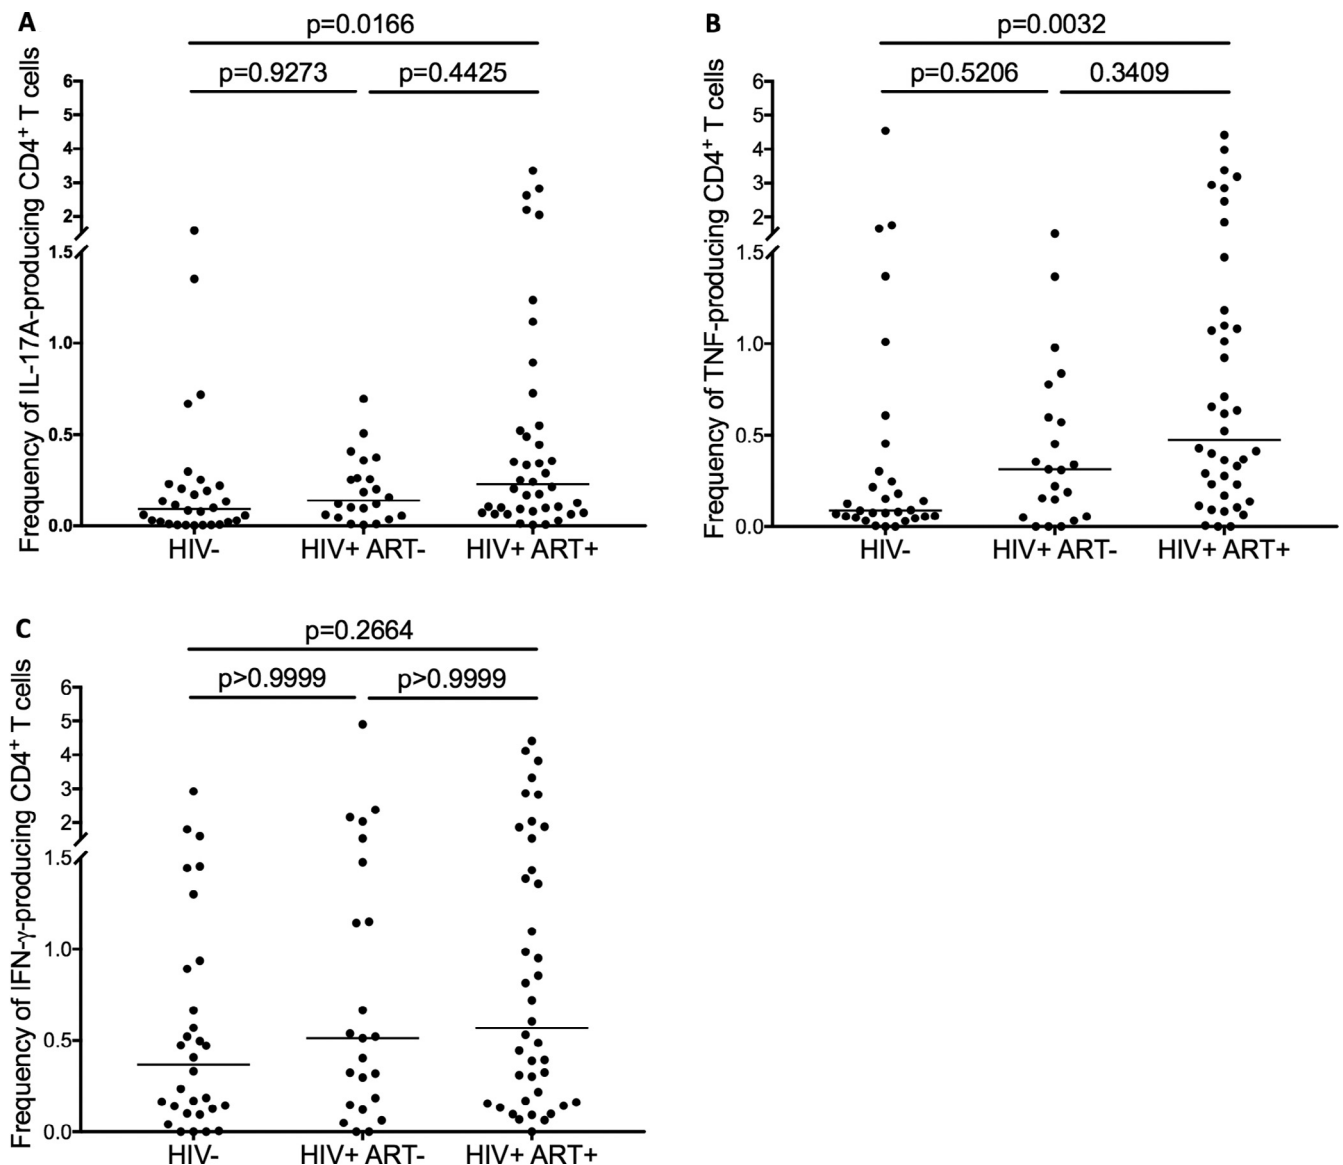 A
p=0.0166
p=0.9273 p=0.4425
Frequency of IL-17A-producing CD4⁺ T cells
6
5
4
3
2
1.5
1.0
0.5
0.0
HIV- HIV+ ART- HIV+ ART+
B
p=0.0032
p=0.5206 0.3409
Frequency of TNF-producing CD4⁺ T cells
6
5
4
3
2
1.5
1.0
0.5
0.0
HIV- HIV+ ART- HIV+ ART+
C
p=0.2664
p>0.9999 p>0.9999
Frequency of IFN-γ-producing CD4⁺ T cells
6
5
4
3
2
1.5
1.0
0.5
0.0
HIV- HIV+ ART- HIV+ ART+